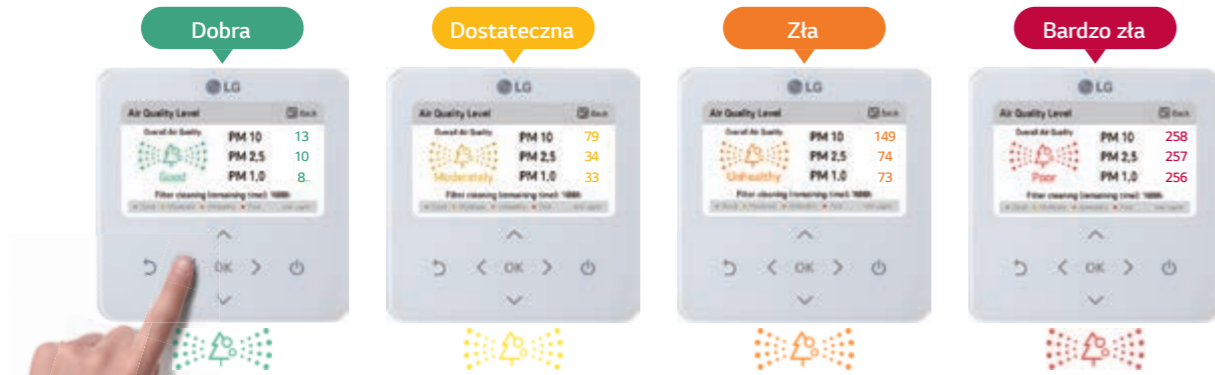 Dobra
Dostateczna
Zła
Bardzo zła
LG
Air Quality Level
Back
Overall Air Quality
PM 10 13
PM 2,5 10
Good
PM 1,0 8
Filter cleaning (remaining time):
OK
LG
Air Quality Level
Back
Overall Air Quality
PM 10 79
PM 2,5 34
Moderately
PM 1,0 33
Filter cleaning (remaining time):
OK
LG
Air Quality Level
Back
Overall Air Quality
PM 10 149
PM 2,5 74
Unhealthy
PM 1,0 73
Filter cleaning (remaining time):
OK
LG
Air Quality Level
Back
Overall Air Quality
PM 10 258
PM 2,5 257
Poor
PM 1,0 256
Filter cleaning (remaining time):
OK